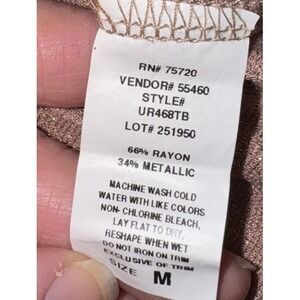 RN# 75720
VENDOR# 55460
STYLE#
UR468TB
LOT# 251950
66% RAYON
34% METALLIC
MACHINE WASH COLD
WATER WITH LIKE COLORS
NON- CHLORINE BLEACH,
LAY FLAT TO DRY,
RESHAPE WHEN WET
DO NOT IRON ON TRIM
EXCLUSIVE OF TRIM
SIZE M